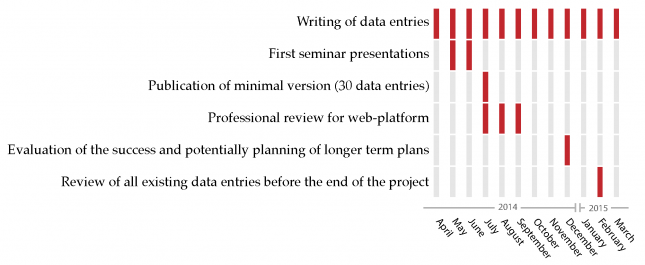 Writing of data entries
First seminar presentations
Publication of minimal version (30 data entries)
Professional review for web-platform
Evaluation of the success and potentially planning of longer term plans
Review of all existing data entries before the end of the project
2014 2015
April
May
June
July
August
September
October
November
December
January
February
March